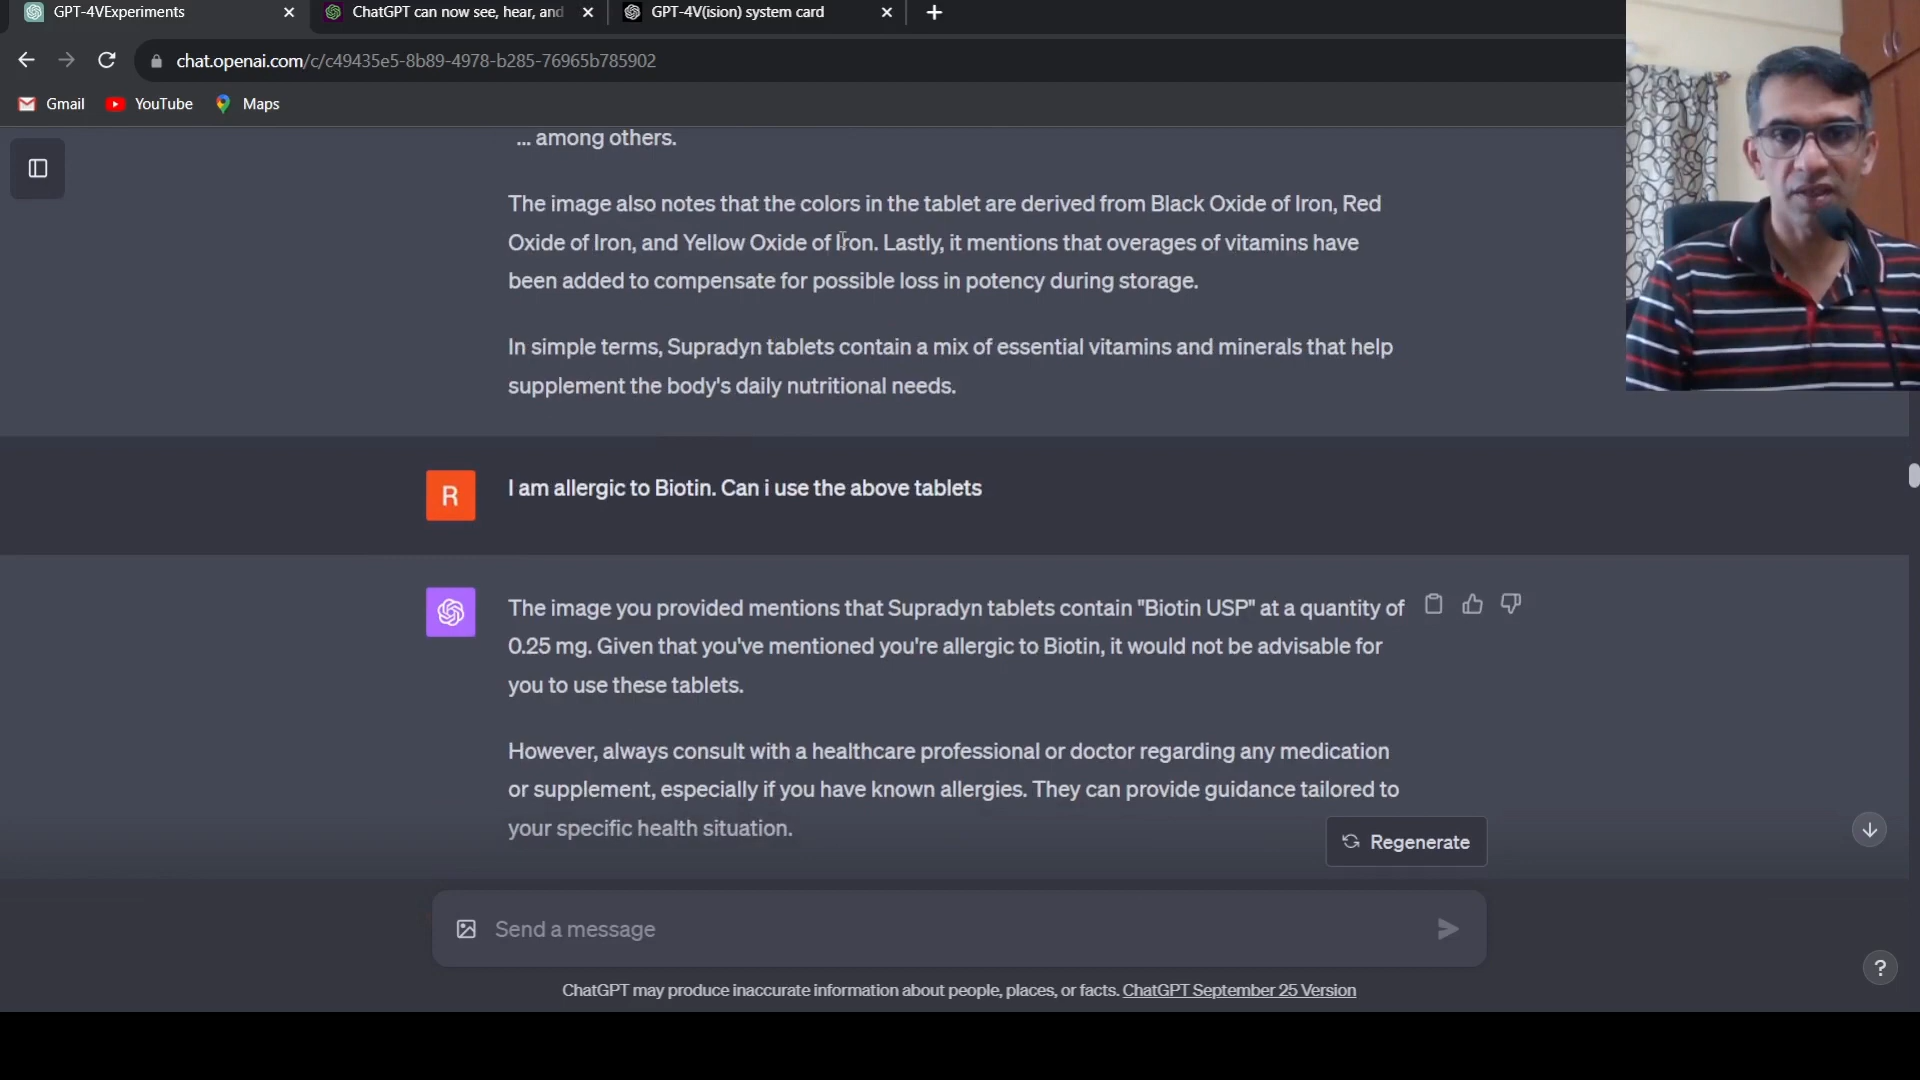 GPT-4VExperiments
ChatGPT can now see, hear, and
GPT-4V(ision) system card
chat.openai.com/c/c49435e5-8b89-4978-b285-76965b785902
Gmail
YouTube
Maps
... among others.
The image also notes that the colors in the tablet are derived from Black Oxide of Iron, Red
Oxide of Iron, and Yellow Oxide of Iron. Lastly, it mentions that overages of vitamins have
been added to compensate for possible loss in potency during storage.
In simple terms, Supradyn tablets contain a mix of essential vitamins and minerals that help
supplement the body's daily nutritional needs.
R
I am allergic to Biotin. Can i use the above tablets
The image you provided mentions that Supradyn tablets contain "Biotin USP" at a quantity of
0.25 mg. Given that you've mentioned you're allergic to Biotin, it would not be advisable for
you to use these tablets.
However, always consult with a healthcare professional or doctor regarding any medication
or supplement, especially if you have known allergies. They can provide guidance tailored to
your specific health situation.
Regenerate
Send a message
?
ChatGPT may produce inaccurate information about people, places, or facts. ChatGPT September 25 Version